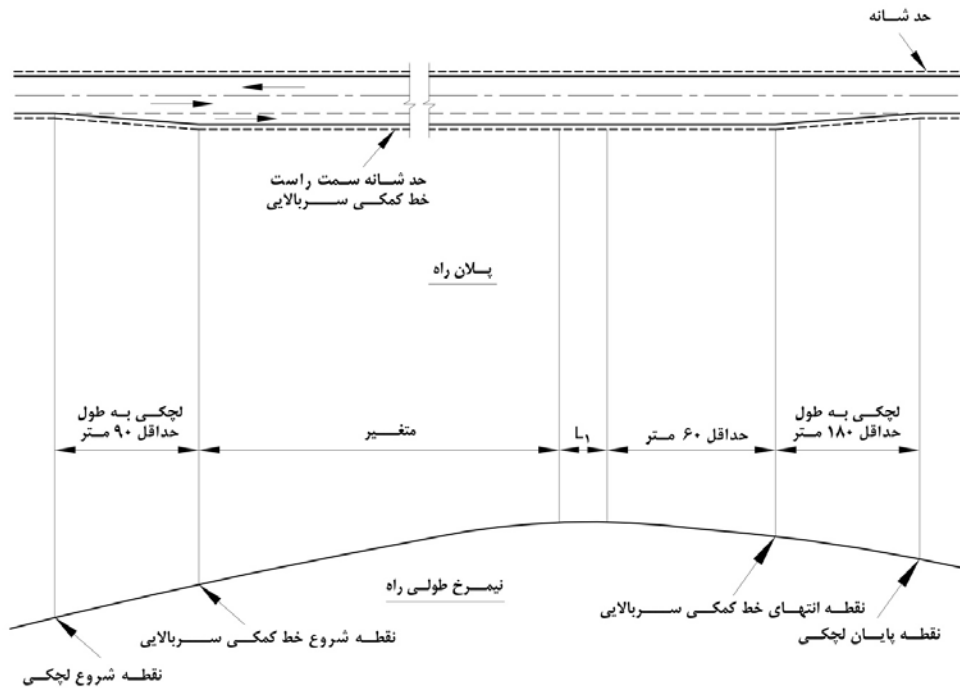 حد شانه
حد شانه سمت راست
خط کمکی سربالایی
پلان راه
لچکی به طول
حداقل ۹۰ متر
متغیر
L۱
حداقل ۶۰ متر
لچکی به طول
حداقل ۱۸۰ متر
نیمرخ طولی راه
نقطه شروع لچکی
نقطه شروع خط کمکی سربالایی
نقطه انتهای خط کمکی سربالایی
نقطه پایان لچکی